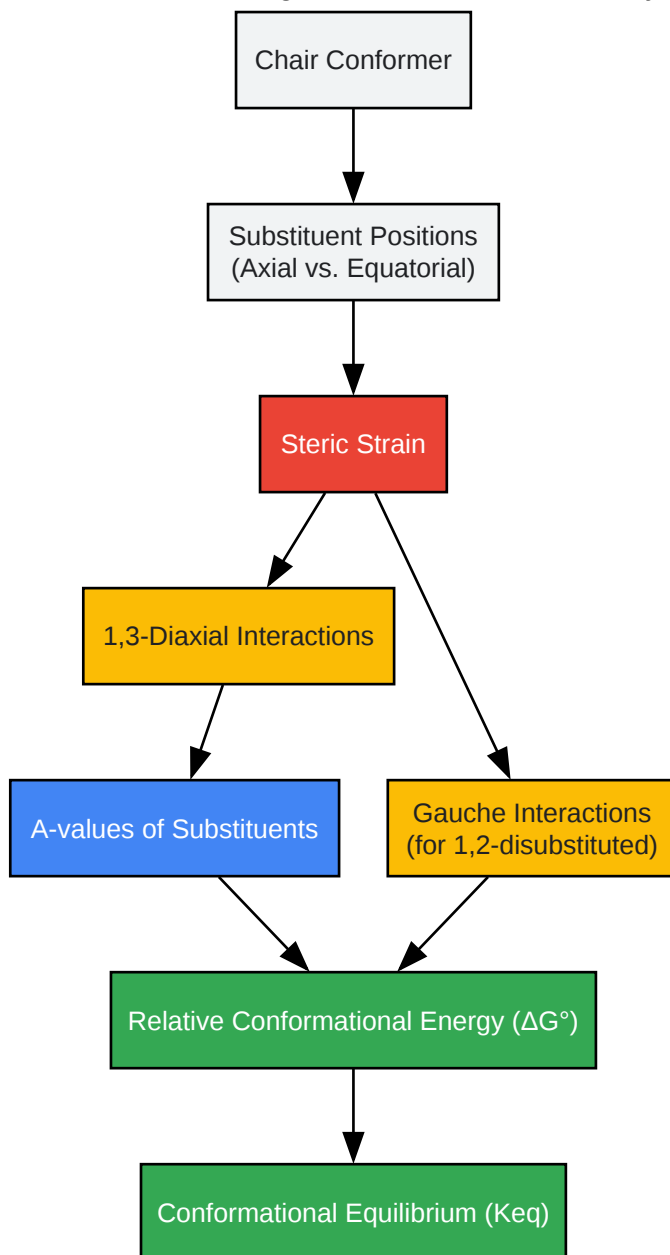 Chair Conformer
Substituent Positions
(Axial vs. Equatorial)
Steric Strain
1,3-Diaxial Interactions
A-values of Substituents
Gauche Interactions
(for 1,2-disubstituted)
Relative Conformational Energy (ΔG°)
Conformational Equilibrium (Keq)